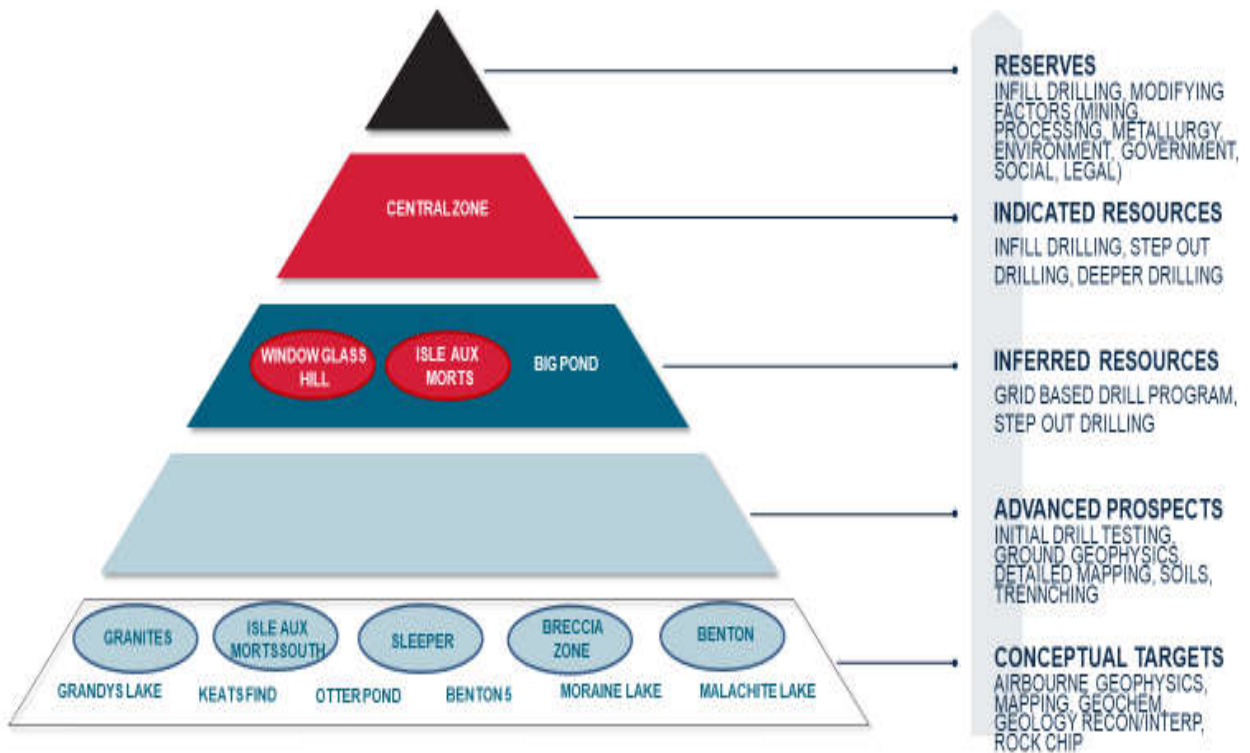 RESERVES
INFILL DRILLING, MODIFYING
FACTORS (MINING,
PROCESSING, METALLURGY,
ENVIRONMENT, GOVERNMENT,
SOCIAL, LEGAL)
CENTRAL ZONE
INDICATED RESOURCES
INFILL DRILLING, STEP OUT
DRILLING, DEEPER DRILLING
WINDOW GLASS
HILL
ISLE AUX
MORTS
BIG POND
INFERRED RESOURCES
GRID BASED DRILL PROGRAM,
STEP OUT DRILLING
ADVANCED PROSPECTS
INITIAL DRILL TESTING,
GROUND GEOPHYSICS,
DETAILED MAPPING, SOILS,
TRENNCHING
GRANITES
ISLE AUX
MORTS SOUTH
SLEEPER
BRECCIA
ZONE
BENTON
GRANDYS LAKE
KEATS FIND
OTTER POND
BENTON 5
MORAINE LAKE
MALACHITE LAKE
CONCEPTUAL TARGETS
AIRBOURNE GEOPHYSICS,
MAPPING, GEOCHEM,
GEOLOGY RECON/INTERP,
ROCK CHIP